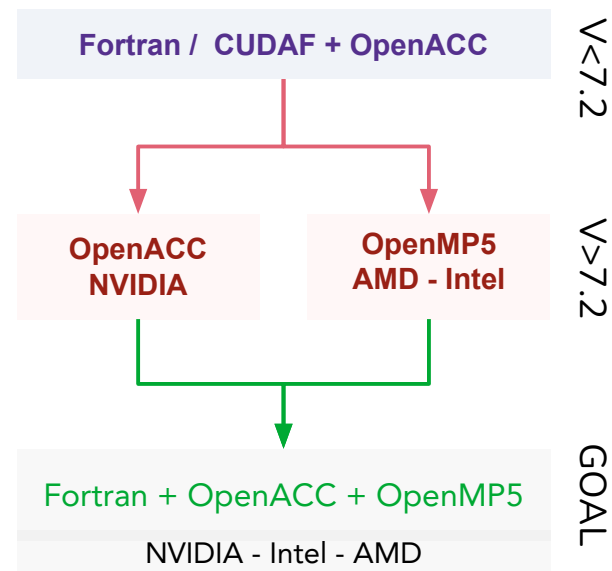 Fortran / CUDAF + OpenACC
V<7.2
OpenACC
NVIDIA
OpenMP5
AMD - Intel
V>7.2
Fortran + OpenACC + OpenMP5
NVIDIA - Intel - AMD
GOAL